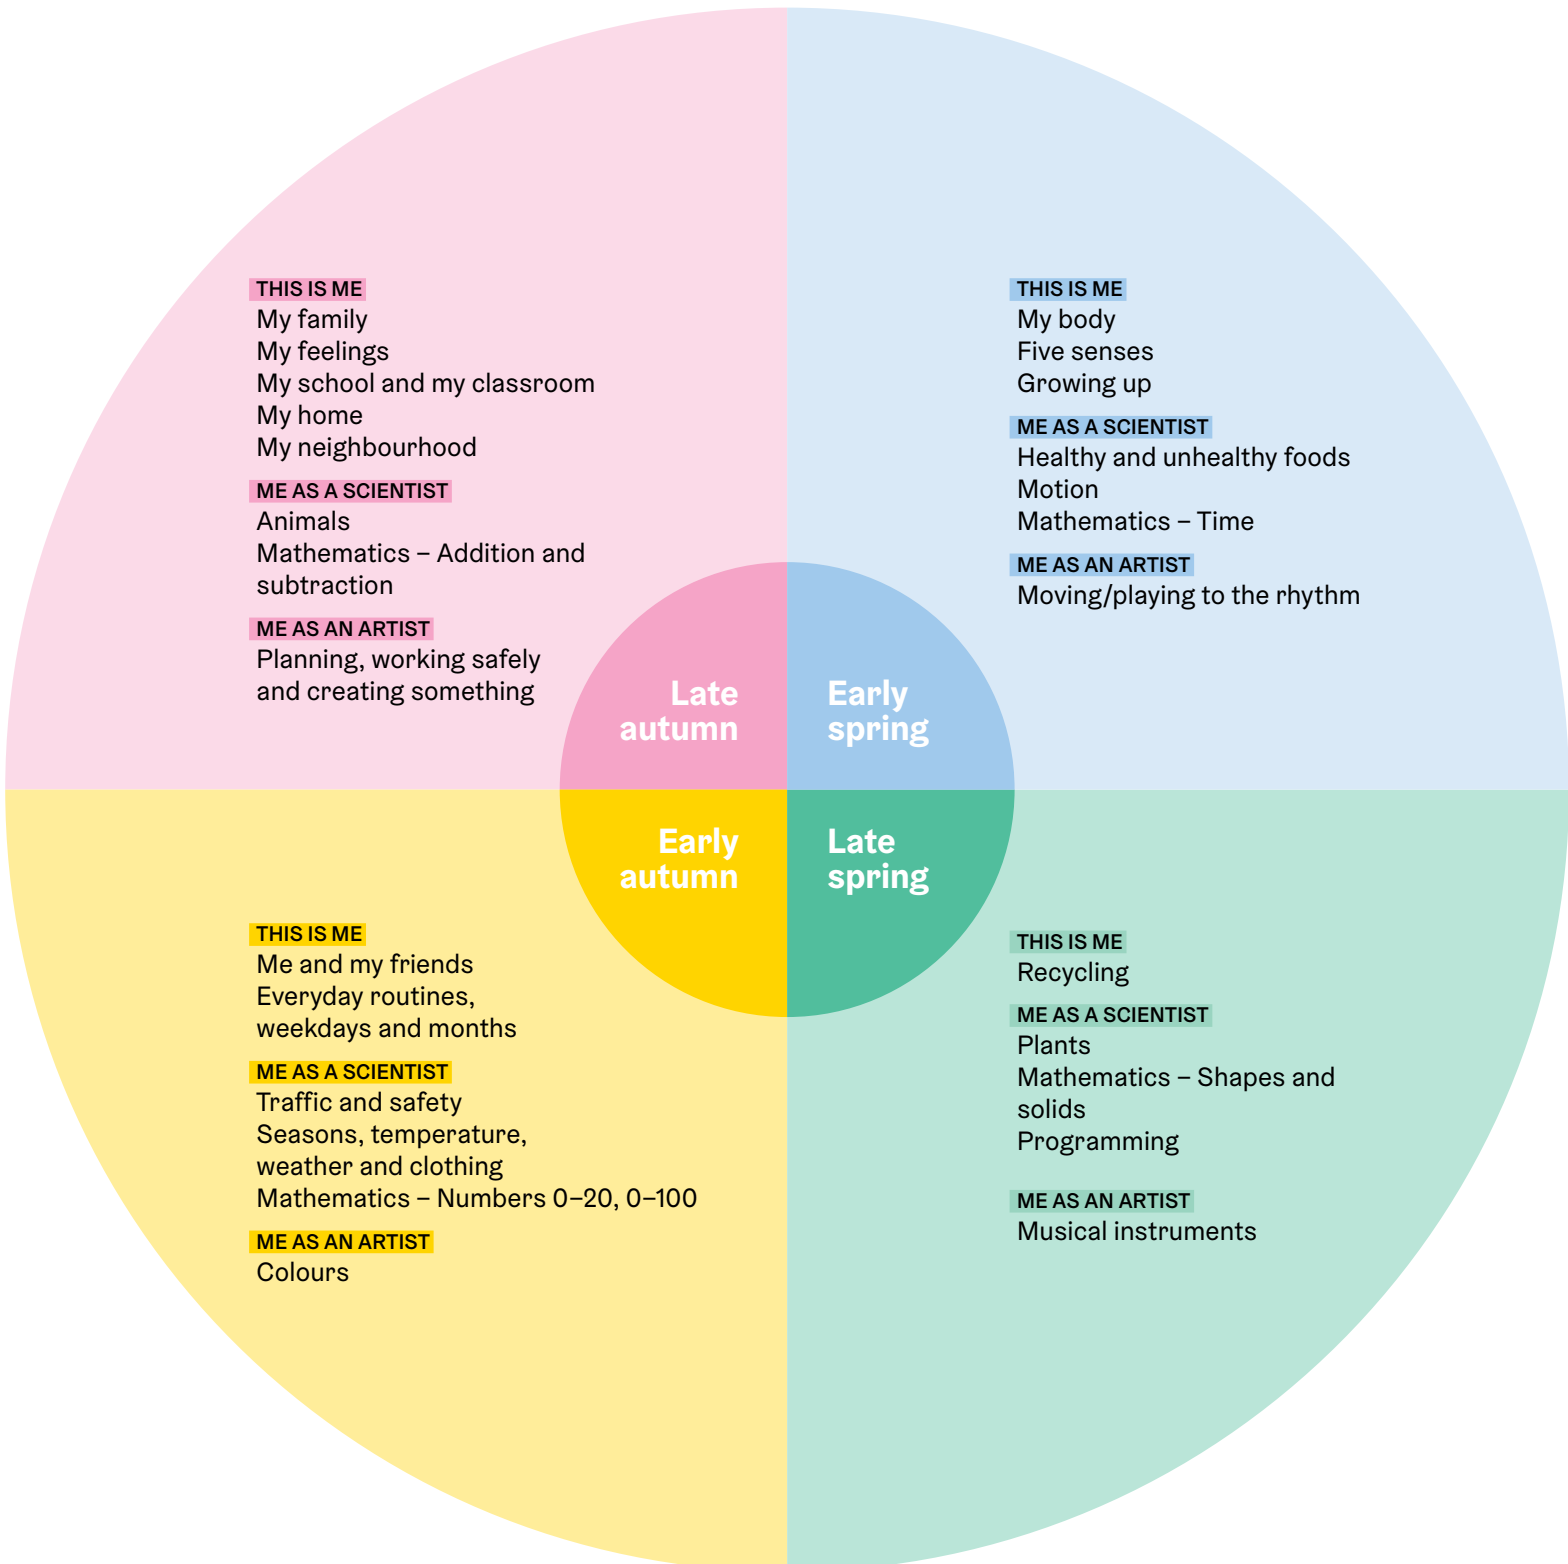 THIS IS ME
My family
My feelings
My school and my classroom
My home
My neighbourhood
ME AS A SCIENTIST
Animals
Mathematics – Addition and
subtraction
ME AS AN ARTIST
Planning, working safely
and creating something
Late
autumn
THIS IS ME
My body
Five senses
Growing up
ME AS A SCIENTIST
Healthy and unhealthy foods
Motion
Mathematics – Time
ME AS AN ARTIST
Moving/playing to the rhythm
Early
spring
Early
autumn
THIS IS ME
Me and my friends
Everyday routines,
weekdays and months
ME AS A SCIENTIST
Traffic and safety
Seasons, temperature,
weather and clothing
Mathematics – Numbers 0–20, 0–100
ME AS AN ARTIST
Colours
Late
spring
THIS IS ME
Recycling
ME AS A SCIENTIST
Plants
Mathematics – Shapes and
solids
Programming
ME AS AN ARTIST
Musical instruments